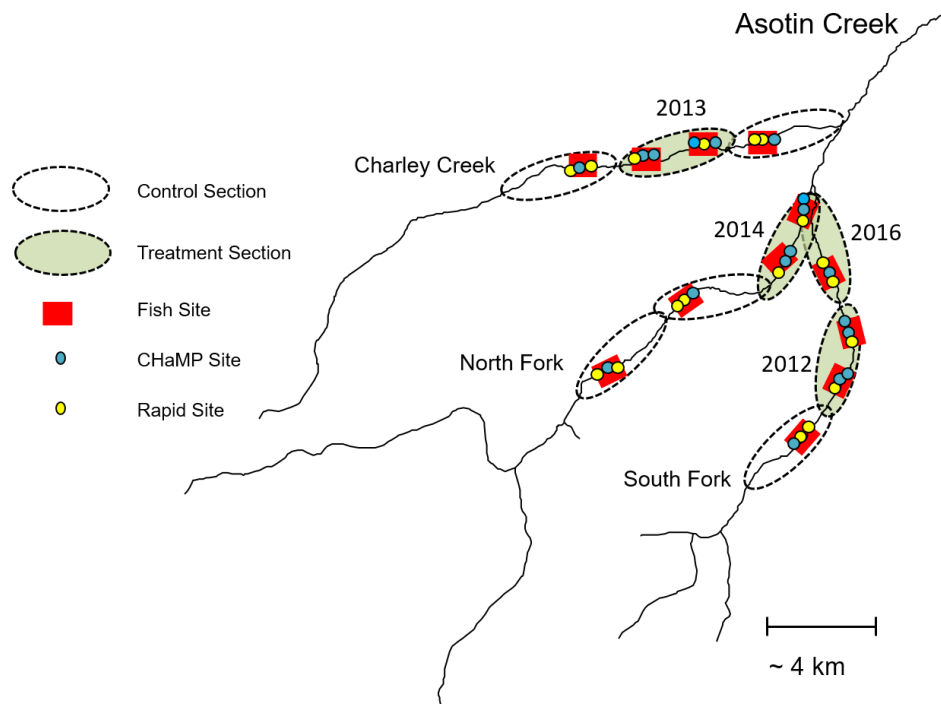 Asotin Creek
2013
Charley Creek
Control Section
Treatment Section
2014
2016
Fish Site
CHaMP Site
North Fork
2012
Rapid Site
South Fork
~ 4 km